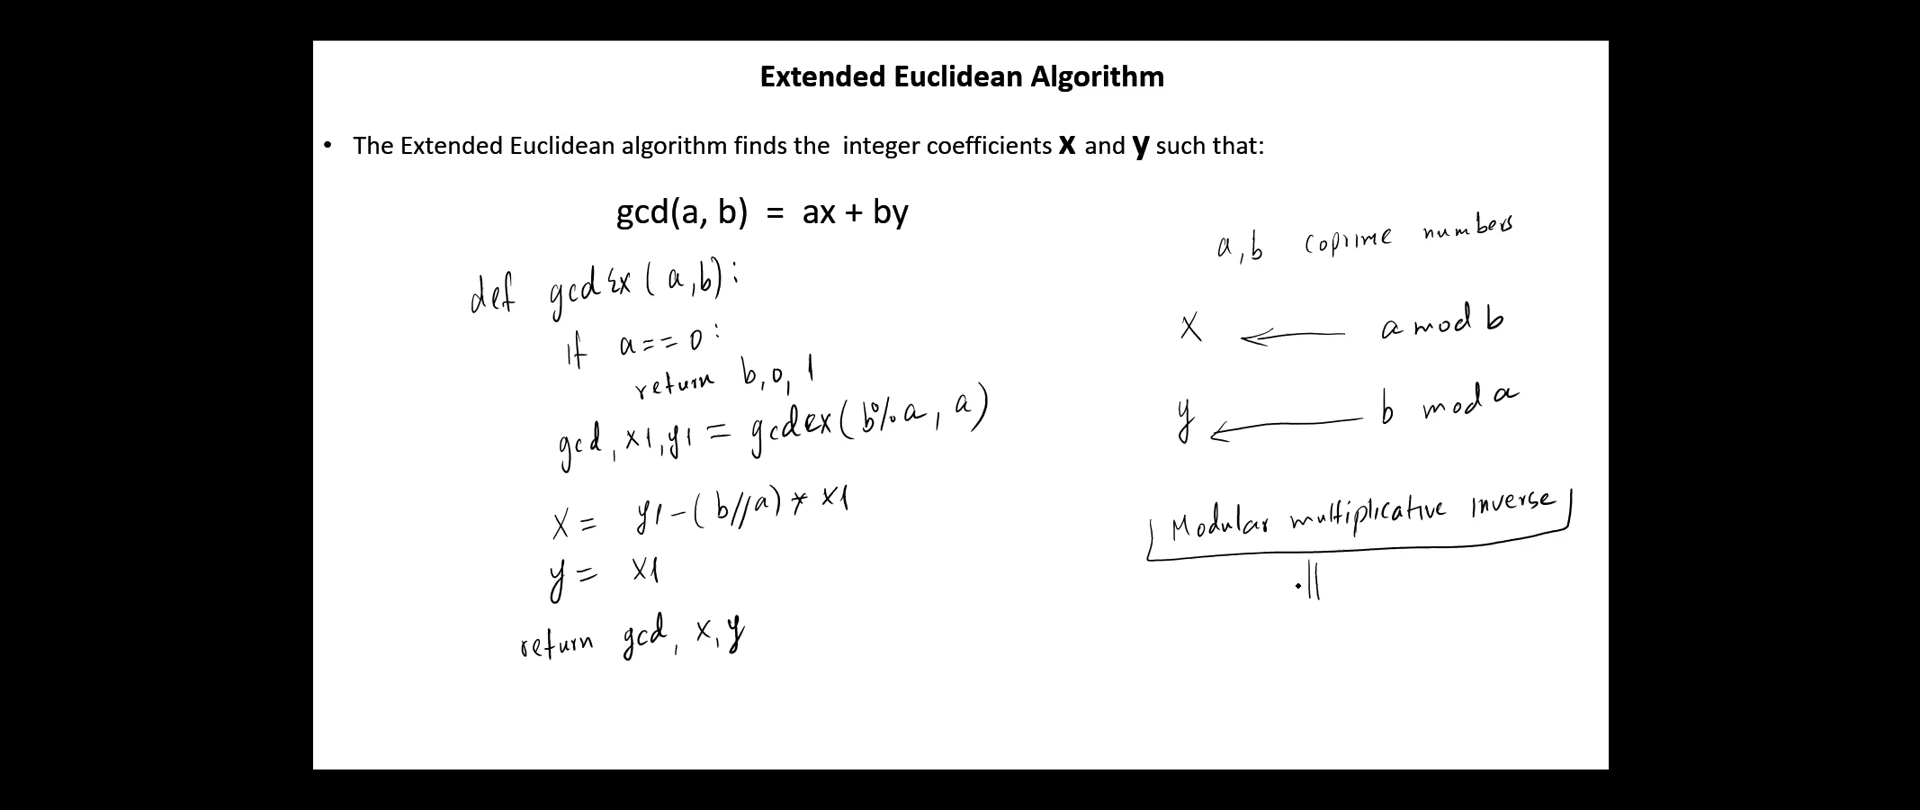 Extended Euclidean Algorithm
• The Extended Euclidean algorithm finds the integer coefficients x and y such that:
gcd(a, b) = ax + by
def gcdEx(a,b):
if a==0:
return b,0,1
gcd, x1,y1 = gcdex(b%a, a)
x = y1-(b//a)*x1
y = x1
return gcd, x,y
a,b coprime numbers
x ← a mod b
y ← b mod a
Modular multiplicative inverse